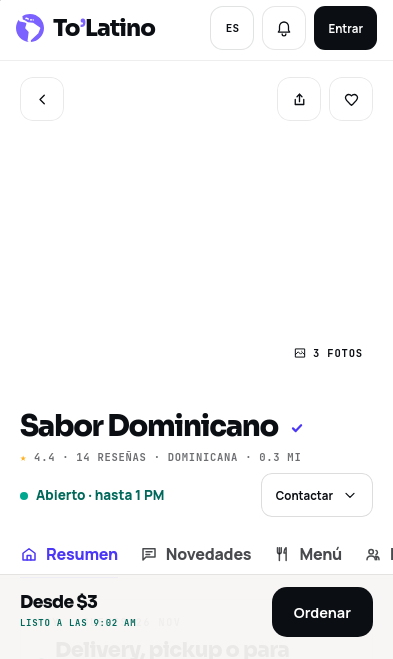 To'Latino
ES
Entrar
3 FOTOS
Sabor Dominicano
4.4 · 14 RESEÑAS · DOMINICANA · 0.3 MI
Abierto · hasta 1 PM
Contactar
Resumen
Novedades
Menú
Desde $3
LISTO A LAS 9:02 AM
Ordenar
Delivery, pickup o para